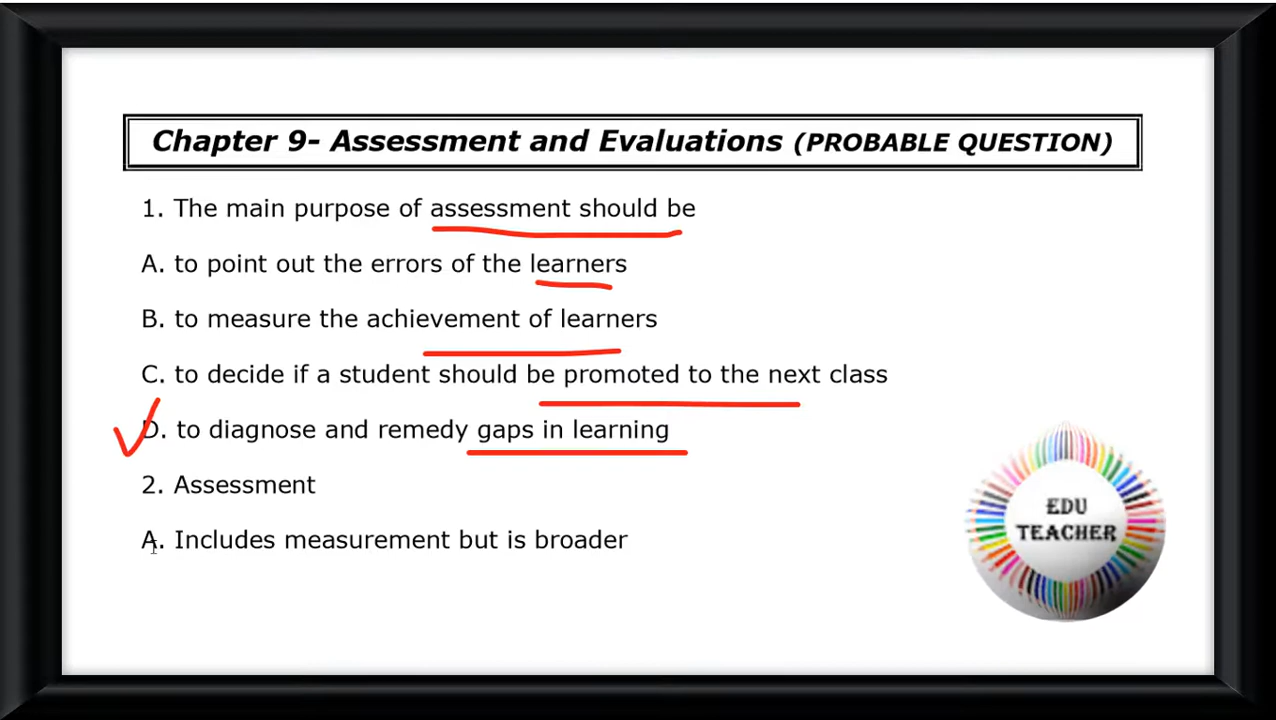 Chapter 9- Assessment and Evaluations (PROBABLE QUESTION)
1. The main purpose of assessment should be
A. to point out the errors of the learners
B. to measure the achievement of learners
C. to decide if a student should be promoted to the next class
D. to diagnose and remedy gaps in learning
2. Assessment
A. Includes measurement but is broader
EDU
TEACHER